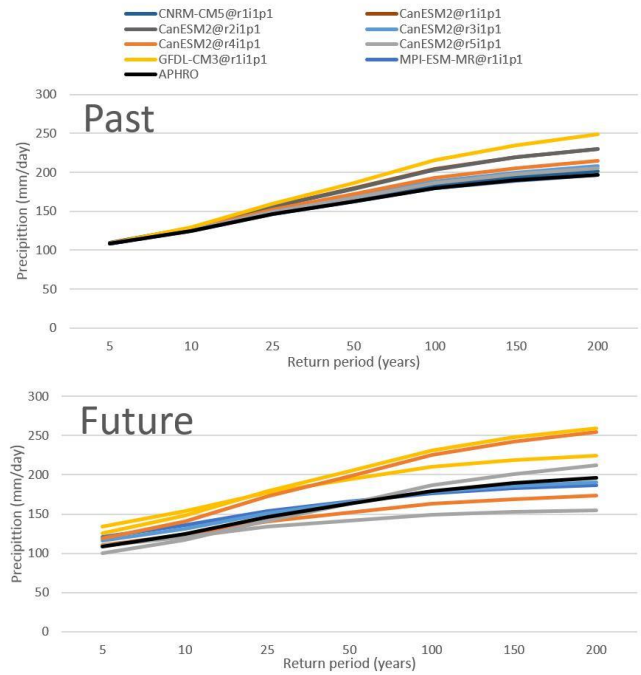 CNRM-CM5@r1i1p1 CanESM2@r1i1p1
CanESM2@r2i1p1 CanESM2@r3i1p1
CanESM2@r4i1p1 CanESM2@r5i1p1
GFDL-CM3@r1i1p1 MPI-ESM-MR@r1i1p1
APHRO
Past
Precipittion (mm/day)
300
250
200
150
100
50
0
5 10 25 50 100 150 200
Return period (years)
Future
Precipittion (mm/day)
300
250
200
150
100
50
0
5 10 25 50 100 150 200
Return period (years)